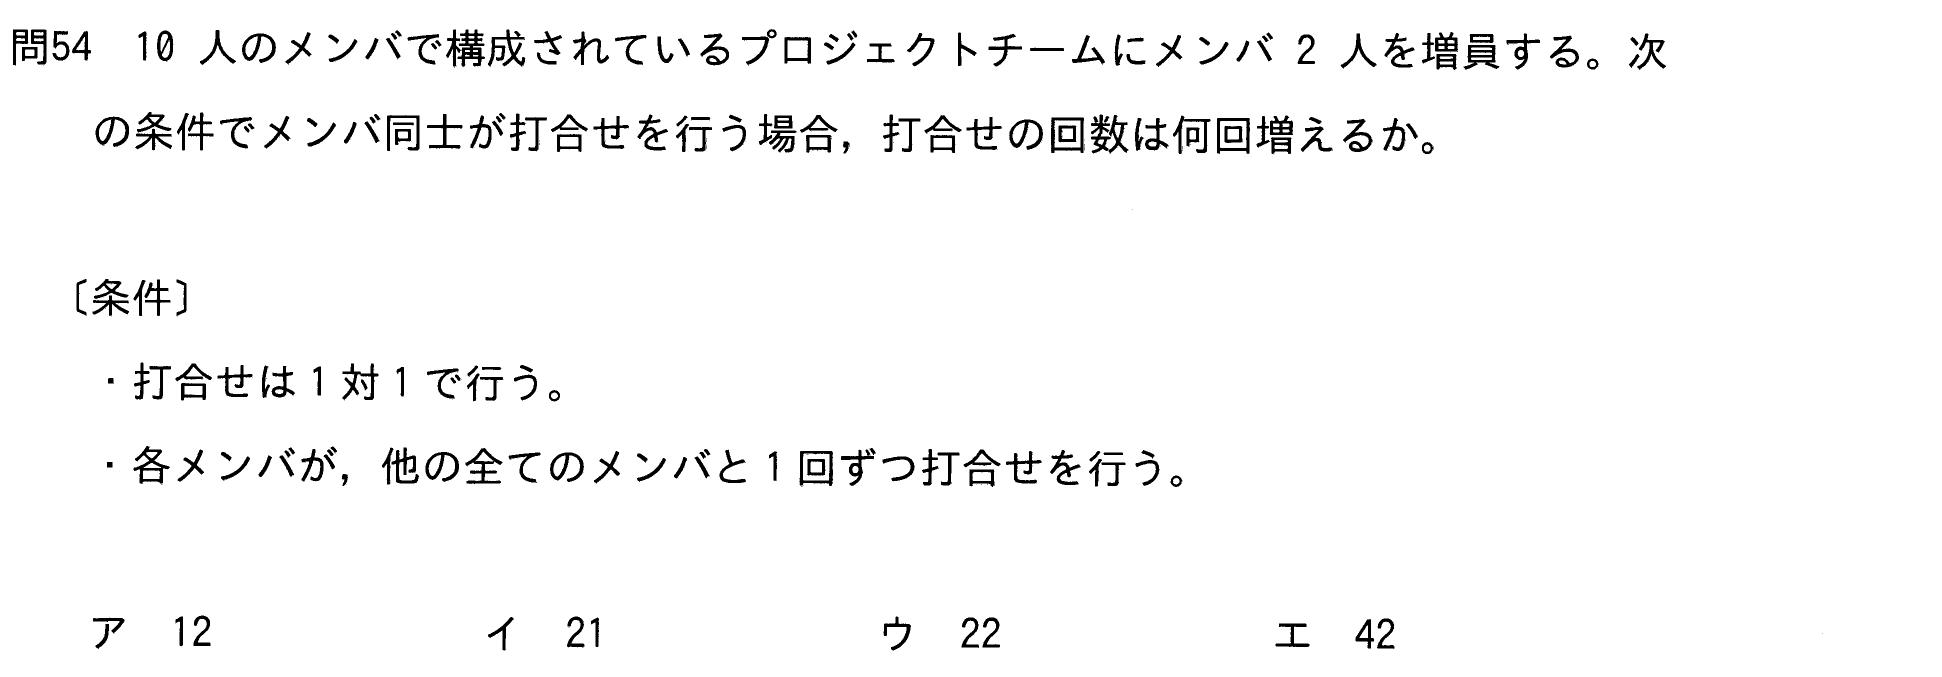 問54 10 人のメンバで構成されているプロジェクトチームにメンバ 2 人を増員する。次
の条件でメンバ同士が打合せを行う場合，打合せの回数は何回増えるか。
〔条件〕
・打合せは1対1で行う。
・各メンバが，他の全てのメンバと1回ずつ打合せを行う。
ア 12 イ 21 ウ 22 エ 42